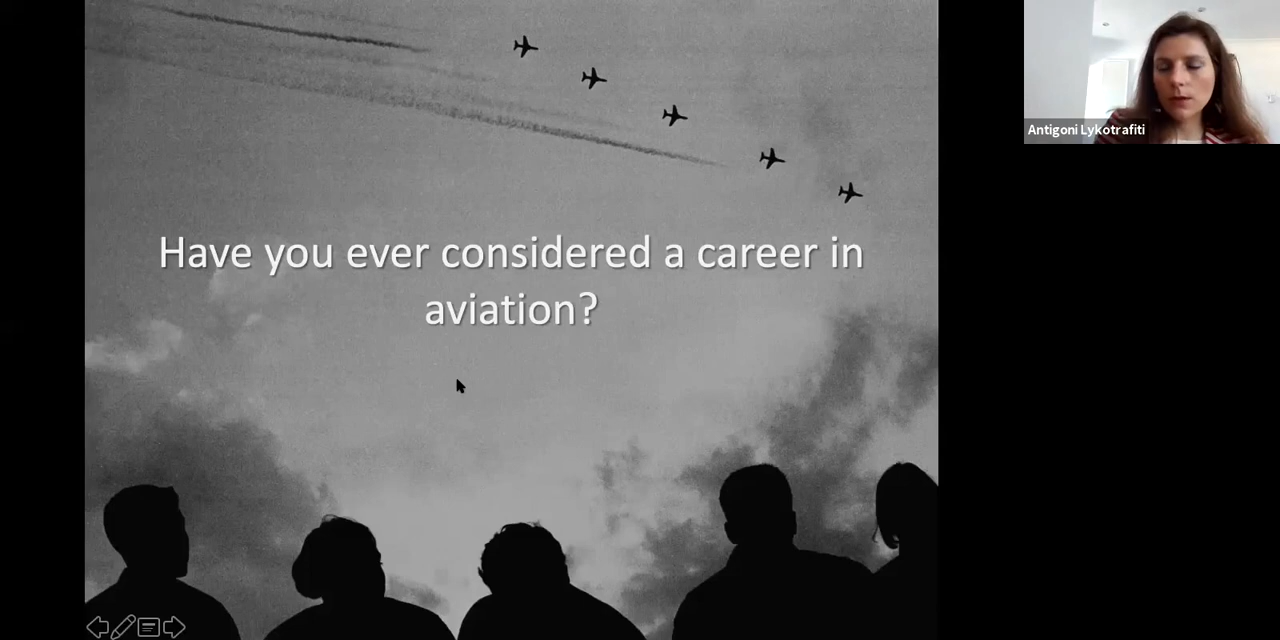 Have you ever considered a career in
aviation?
Antigoni Lykotrafiti